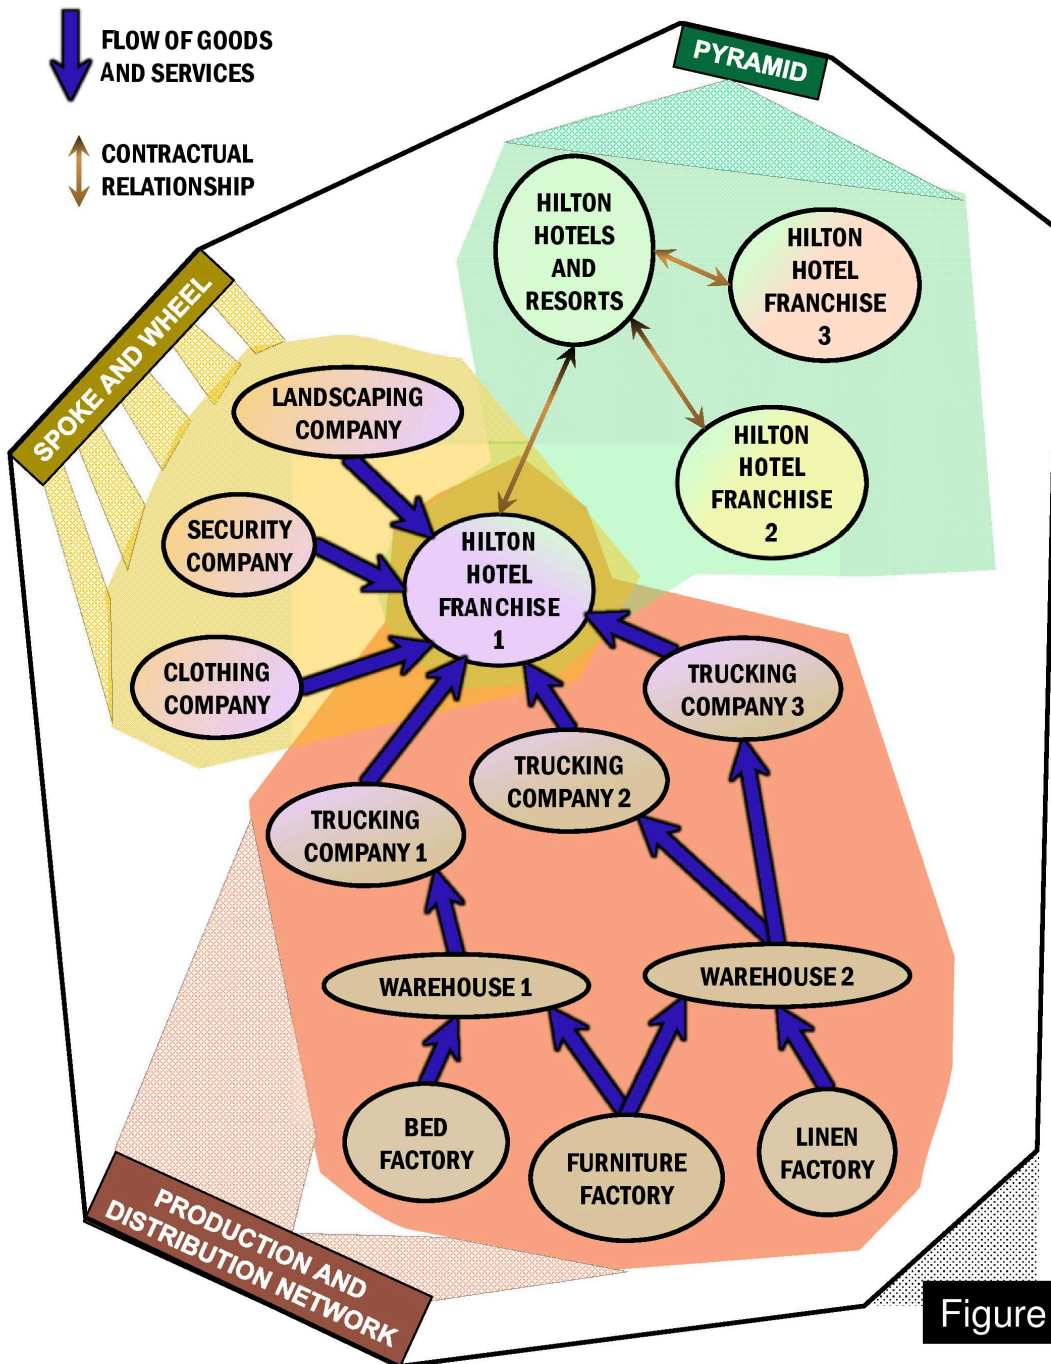 FLOW OF GOODS
AND SERVICES
CONTRACTUAL
RELATIONSHIP
PYRAMID
HILTON
HOTELS
AND
RESORTS
HILTON
HOTEL
FRANCHISE
3
SPOKE AND WHEEL
LANDSCAPING
COMPANY
HILTON
HOTEL
FRANCHISE
2
SECURITY
COMPANY
HILTON
HOTEL
FRANCHISE
1
CLOTHING
COMPANY
TRUCKING
COMPANY 3
TRUCKING
COMPANY 2
TRUCKING
COMPANY 1
WAREHOUSE 1
WAREHOUSE 2
BED
FACTORY
FURNITURE
FACTORY
LINEN
FACTORY
PRODUCTION AND
DISTRIBUTION NETWORK
Figure